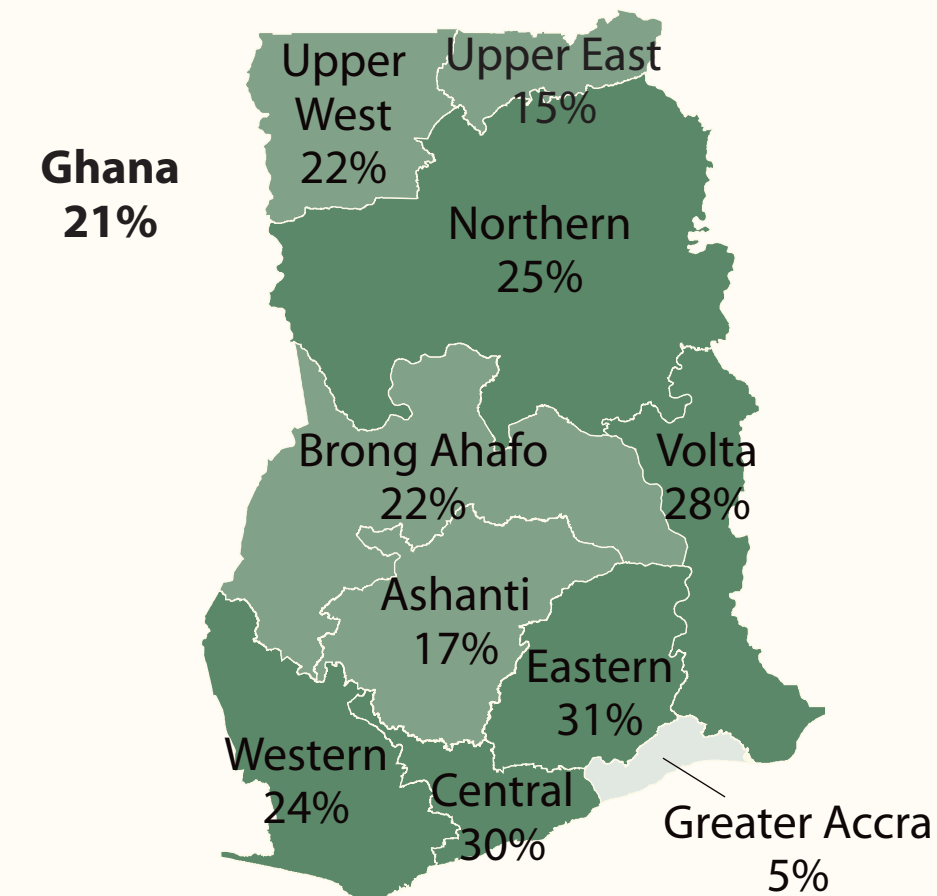 Upper
West
22%
Upper East
15%
Ghana
21%
Northern
25%
Brong Ahafo
22%
Volta
28%
Ashanti
17%
Eastern
31%
Western
24%
Central
30%
Greater Accra
5%